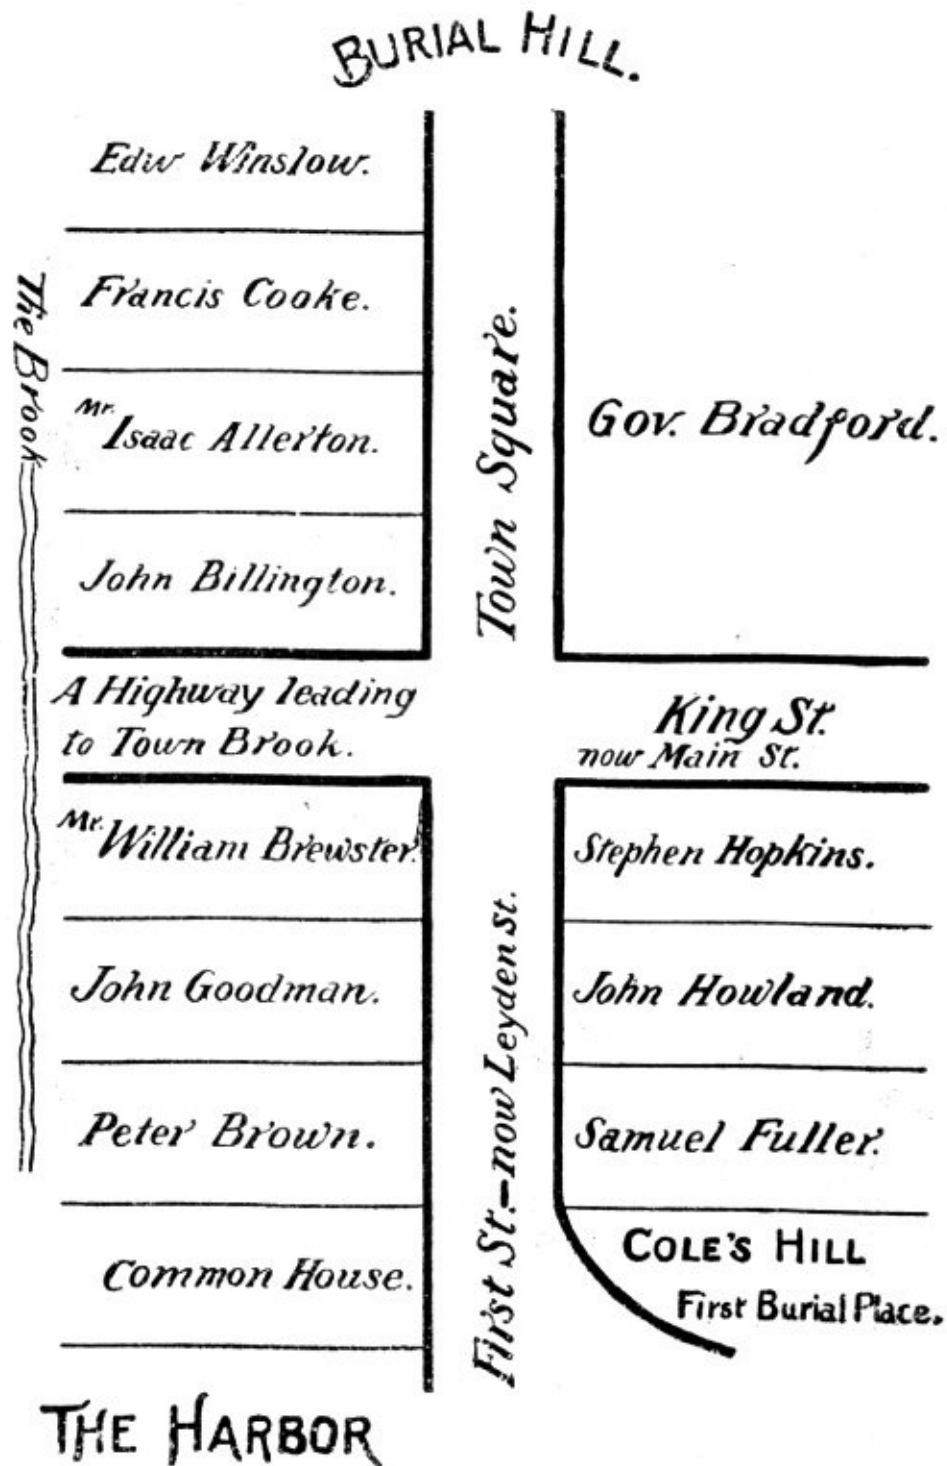 BURIAL HILL.
Edw Winslow.
Francis Cooke.
Mr. Isaac Allerton.
John Billington.
The Brook
Town Square.
Gov. Bradford.
A Highway leading
to Town Brook.
King St.
now Main St.
Mr. William Brewster.
John Goodman.
Peter Brown.
Common House.
First St.—now Leyden St.
Stephen Hopkins.
John Howland.
Samuel Fuller.
COLE'S HILL
First Burial Place.
THE HARBOR